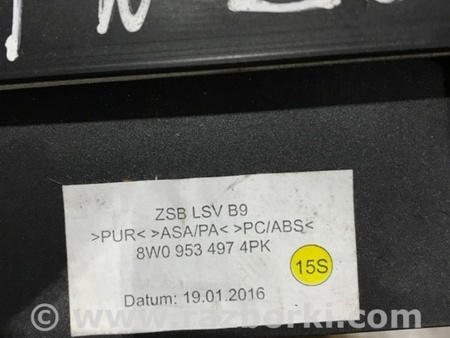 ZSB LSV B9
>PUR< >ASA/PA< >PC/ABS<
8W0 953 497 4PK
15S
Datum: 19.01.2016
© razborki.com